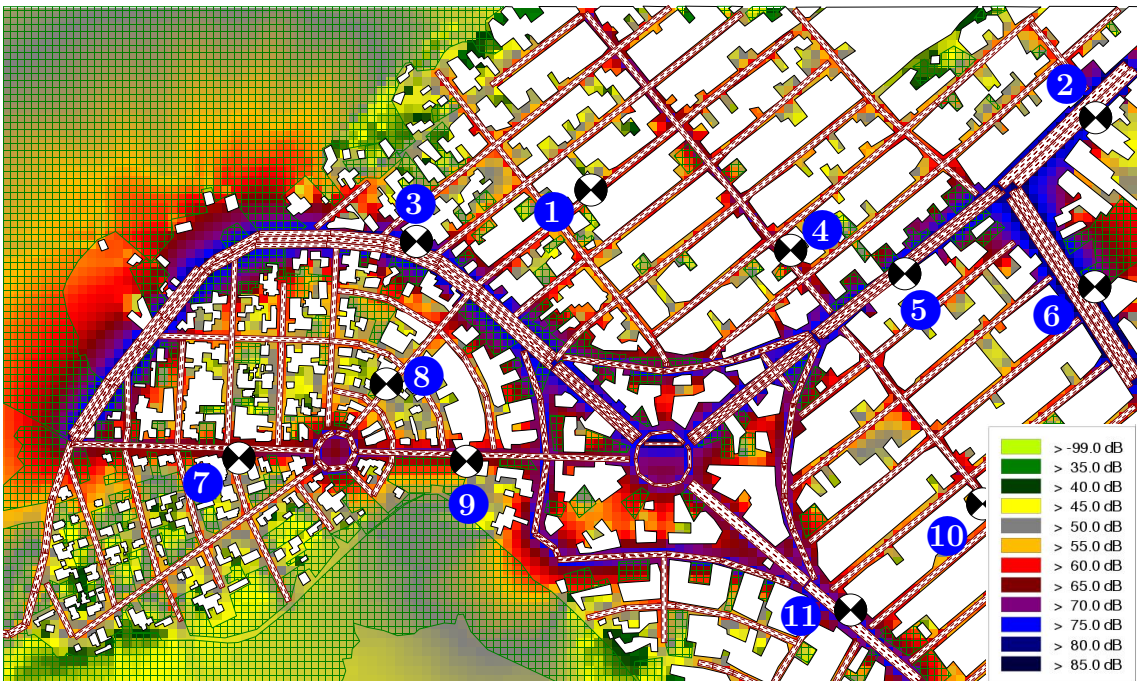 2
3
1
4
5
6
8
7
9
10
11
> -99.0 dB
> 35.0 dB
> 40.0 dB
> 45.0 dB
> 50.0 dB
> 55.0 dB
> 60.0 dB
> 65.0 dB
> 70.0 dB
> 75.0 dB
> 80.0 dB
> 85.0 dB